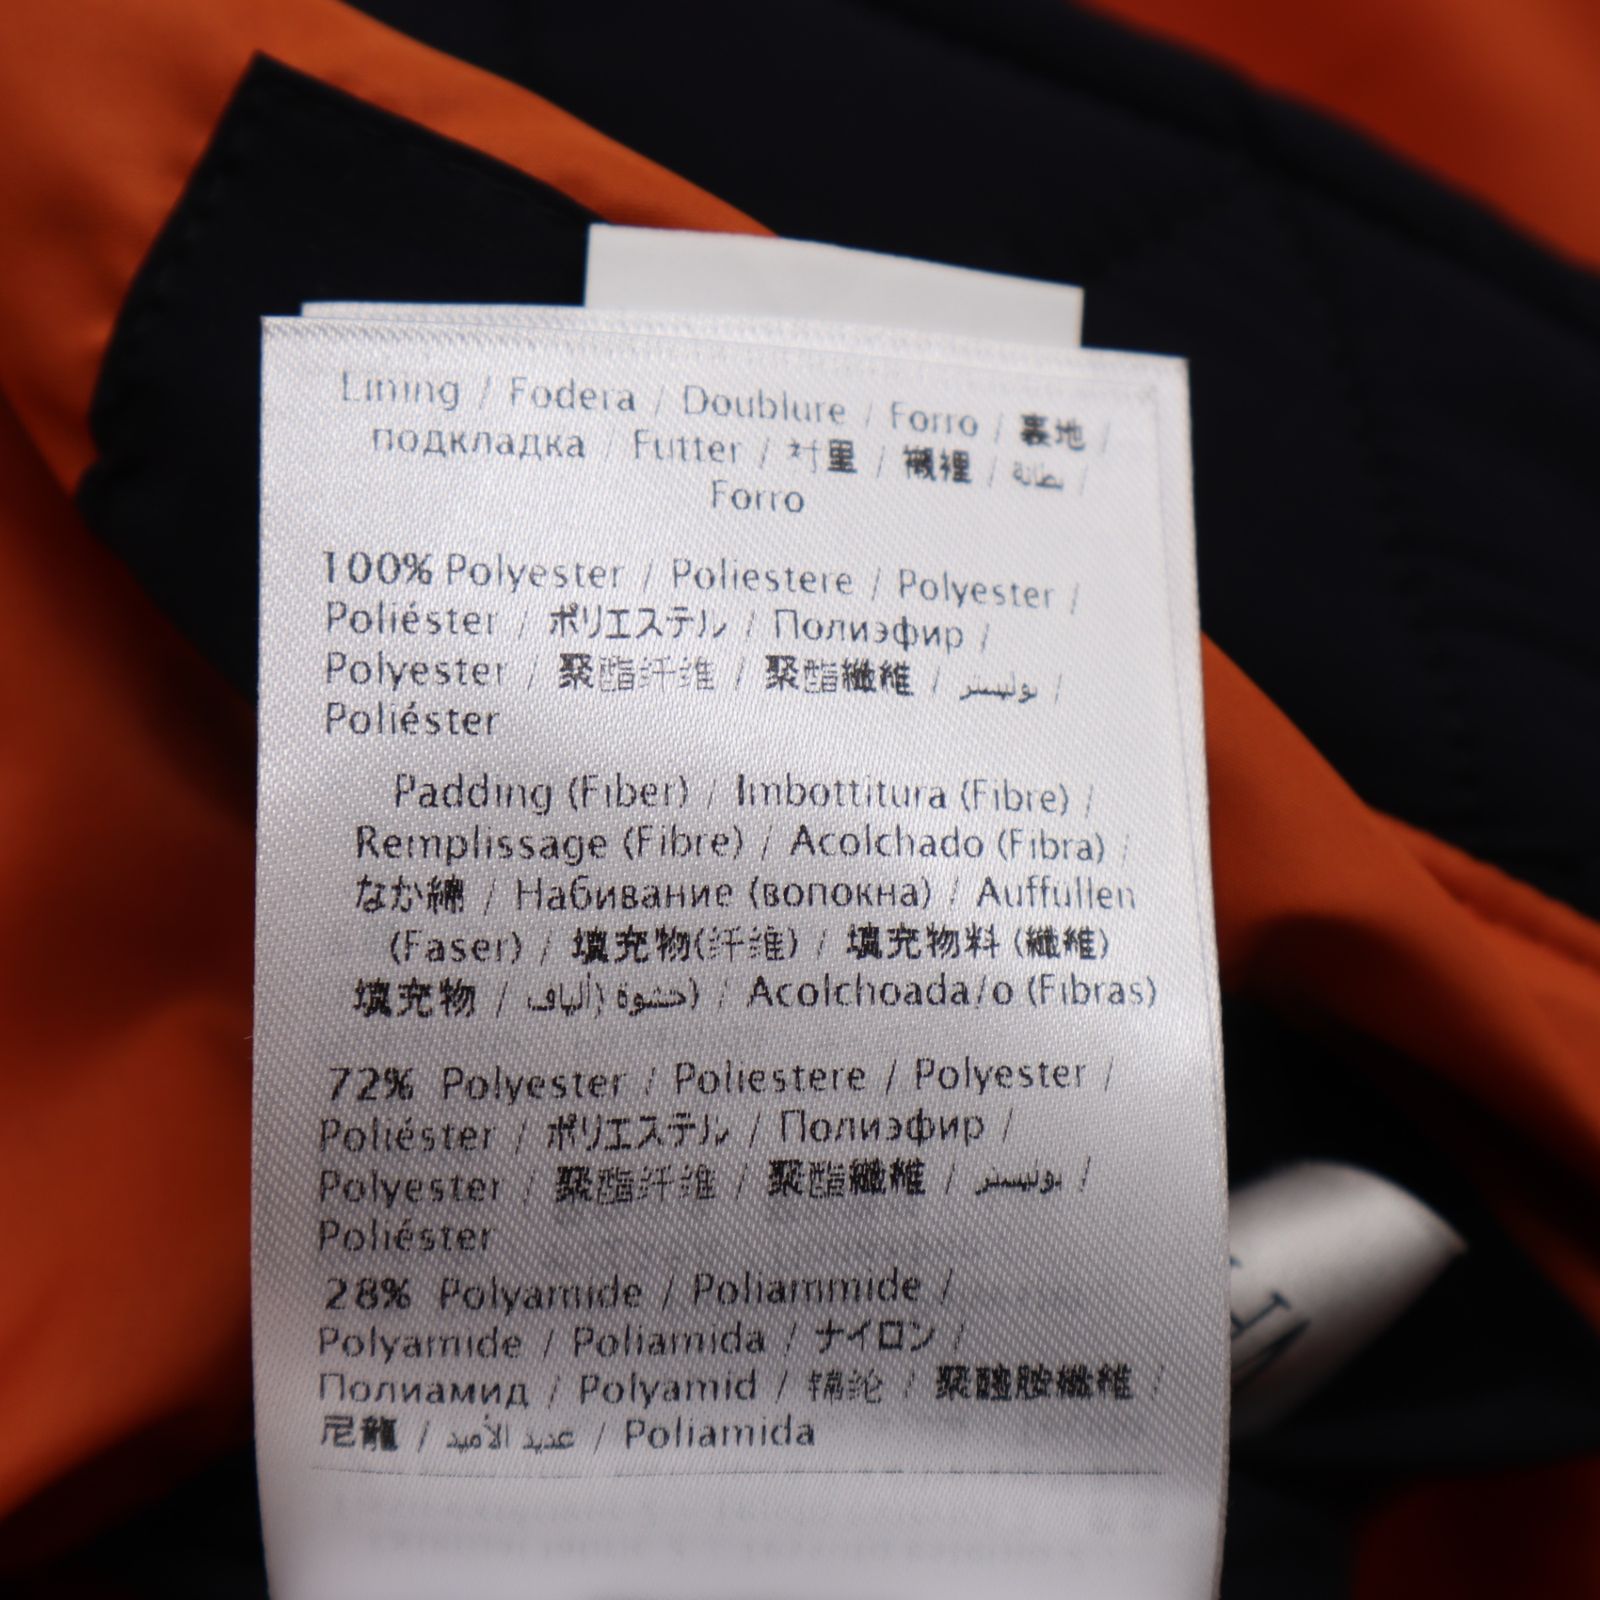 Lining / Fodera / Doublure / Forro / 裏地 /
подкладка / Futter / 衬里 / 襯裡 / بطانة /
Forro
100% Polyester / Poliestere / Polyester /
Poliéster / ポリエステル / Полиэфир /
Polyester / 聚酯纤维 / 聚酯纖維 / بوليستر /
Poliéster
Padding (Fiber) / Imbottitura (Fibre) /
Remplissage (Fibre) / Acolchado (Fibra) /
なか綿 / Набивание (волокна) / Auffüllen
(Faser) / 填充物(纤维) / 填充物料 (纖維)
填充物 / حشوة (ألياف) / Acolchoada/o (Fibras)
72% Polyester / Poliestere / Polyester /
Poliéster / ポリエステル / Полиэфир /
Polyester / 聚酯纤维 / 聚酯纖維 / بوليستر /
Poliéster
28% Polyamide / Poliammide /
Polyamide / Poliamida / ナイロン /
Полиамид / Polyamid / 锦纶 / 聚醯胺纖維 /
尼龍 / عديد الأميد / Poliamida